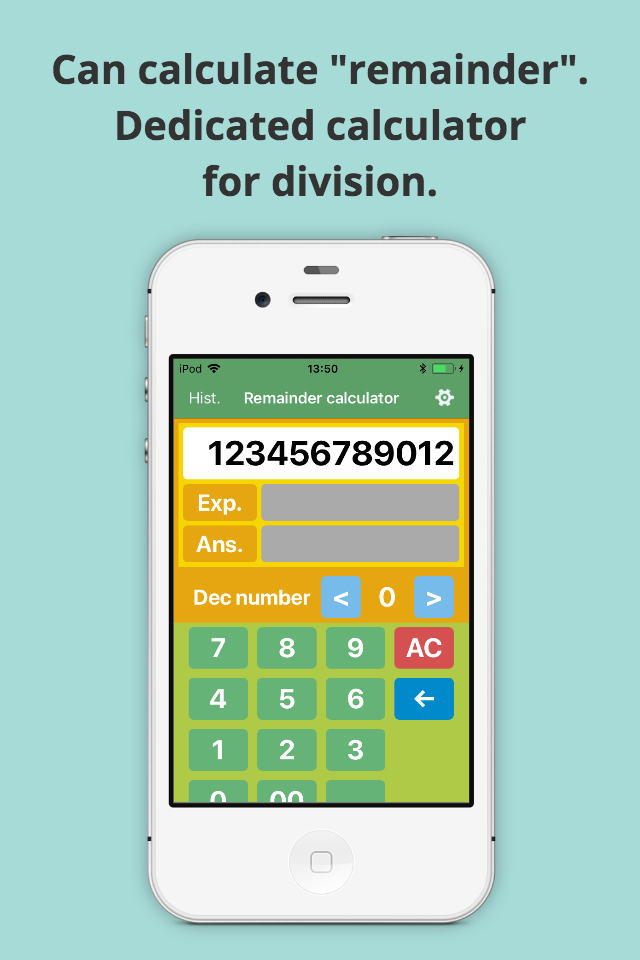 Can calculate "remainder".
Dedicated calculator
for division.
iPod 13:50
Hist. Remainder calculator
123456789012
Exp.
Ans.
Dec number < 0 >
7 8 9 AC
4 5 6 ←
1 2 3
0 00